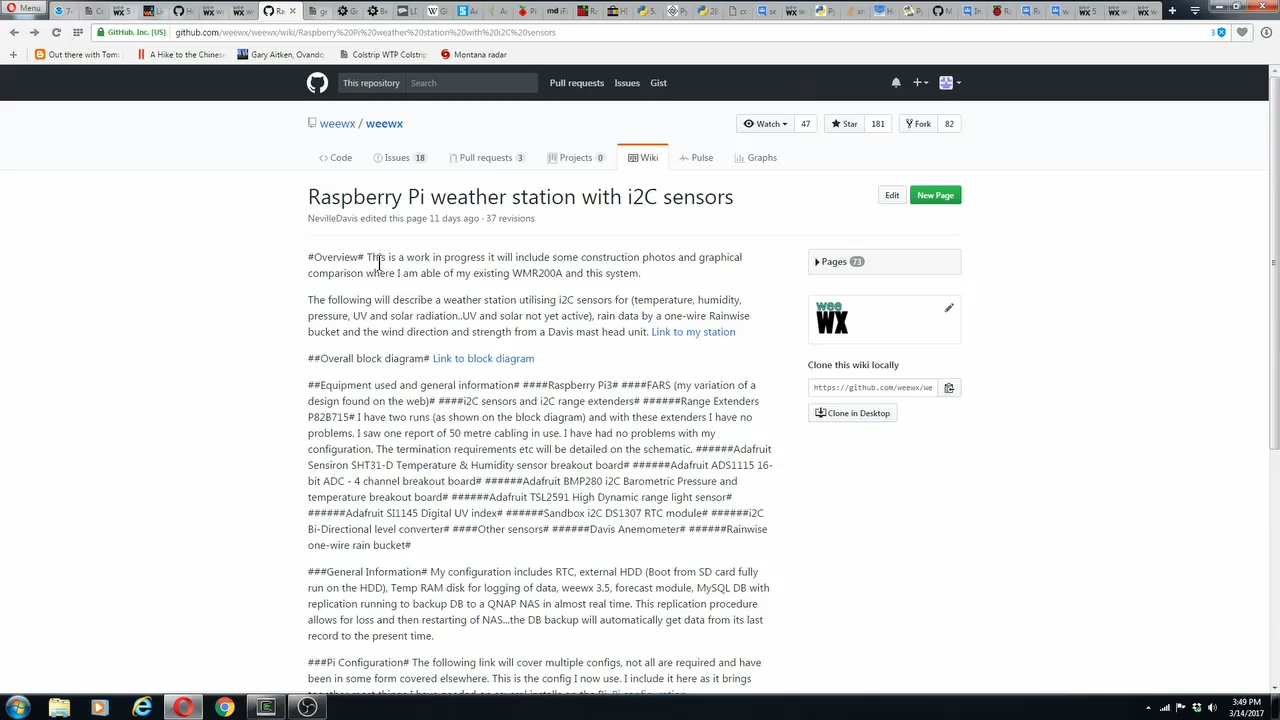 Menu
GitHub, Inc. [US]
github.com/weewx/weewx/wiki/Raspberry%20Pi%20weather%20station%20with%20i2C%20sensors
3
Out there with Tom:
A Hike to the Chinese
Gary Aitken, Ovando
Colstrip WTP Colstrip
Montana radar
This repository
Search
Pull requests
Issues
Gist
weewx / weewx
Watch 47
Star 181
Fork 82
Code
Issues 18
Pull requests 3
Projects 0
Wiki
Pulse
Graphs
Raspberry Pi weather station with i2C sensors
Edit
New Page
NevilleDavis edited this page 11 days ago · 37 revisions
#Overview# This is a work in progress it will include some construction photos and graphical
comparison where I am able of my existing WMR200A and this system.
The following will describe a weather station utilising i2C sensors for (temperature, humidity,
pressure, UV and solar radiation..UV and solar not yet active), rain data by a one-wire Rainwise
bucket and the wind direction and strength from a Davis mast head unit. Link to my station
##Overall block diagram# Link to block diagram
##Equipment used and general information# ####Raspberry Pi3# ####FARS (my variation of a
design found on the web)# ####i2C sensors and i2C range extenders# ######Range Extenders
P82B715# I have two runs (as shown on the block diagram) and with these extenders I have no
problems. I saw one report of 50 metre cabling in use. I have had no problems with my
configuration. The termination requirements etc will be detailed on the schematic. ######Adafruit
Sensiron SHT31-D Temperature & Humidity sensor breakout board# ######Adafruit ADS1115 16-
bit ADC - 4 channel breakout board# ######Adafruit BMP280 i2C Barometric Pressure and
temperature breakout board# ######Adafruit TSL2591 High Dynamic range light sensor#
######Adafruit SI1145 Digital UV index# ######Sandbox i2C DS1307 RTC module# ######i2C
Bi-Directional level converter# ####Other sensors# ######Davis Anemometer# ######Rainwise
one-wire rain bucket#
###General Information# My configuration includes RTC, external HDD (Boot from SD card fully
run on the HDD), Temp RAM disk for logging of data, weewx 3.5, forecast module, MySQL DB with
replication running to backup DB to a QNAP NAS in almost real time. This replication procedure
allows for loss and then restarting of NAS...the DB backup will automatically get data from its last
record to the present time.
###Pi Configuration# The following link will cover multiple configs, not all are required and have
been in some form covered elsewhere. This is the config I now use. I include it here as it brings
together most things I have needed on several installs on the Pi. Pi configuration
Pages 73
wee
WX
Clone this wiki locally
https://github.com/weewx/we
Clone in Desktop
3:49 PM
3/14/2017